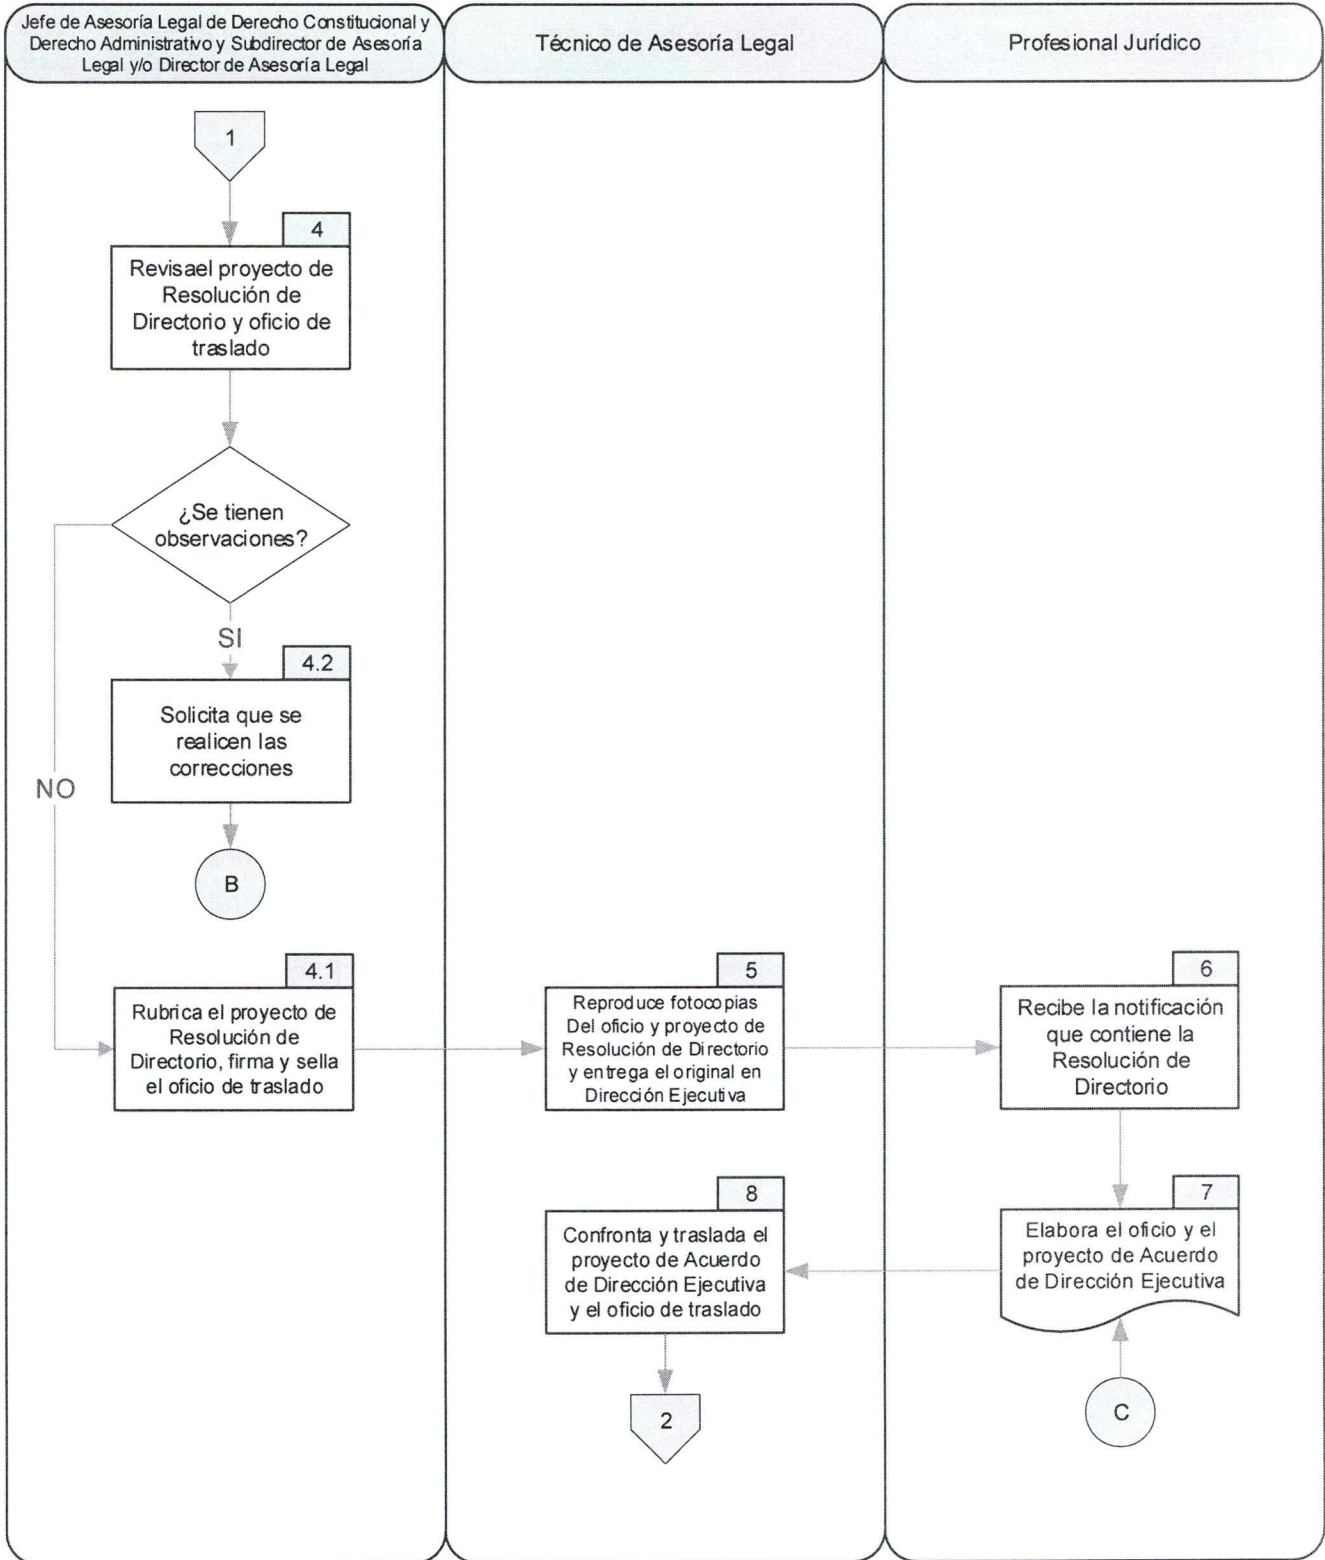 Jefe de Asesoría Legal de Derecho Constitucional y
Derecho Administrativo y Subdirector de Asesoría
Legal y/o Director de Asesoría Legal
Técnico de Asesoría Legal
Profesional Jurídico
1
4
Revisael proyecto de
Resolución de
Directorio y oficio de
traslado
¿Se tienen
observaciones?
SI
4.2
Solicita que se
realicen las
correcciones
NO
B
4.1
Rubrica el proyecto de
Resolución de
Directorio, firma y sella
el oficio de traslado
5
Reproduce fotocopias
Del oficio y proyecto de
Resolución de Directorio
y entrega el original en
Dirección Ejecutiva
6
Recibe la notificación
que contiene la
Resolución de
Directorio
7
Elabora el oficio y el
proyecto de Acuerdo
de Dirección Ejecutiva
8
Confronta y traslada el
proyecto de Acuerdo
de Dirección Ejecutiva
y el oficio de traslado
2
C